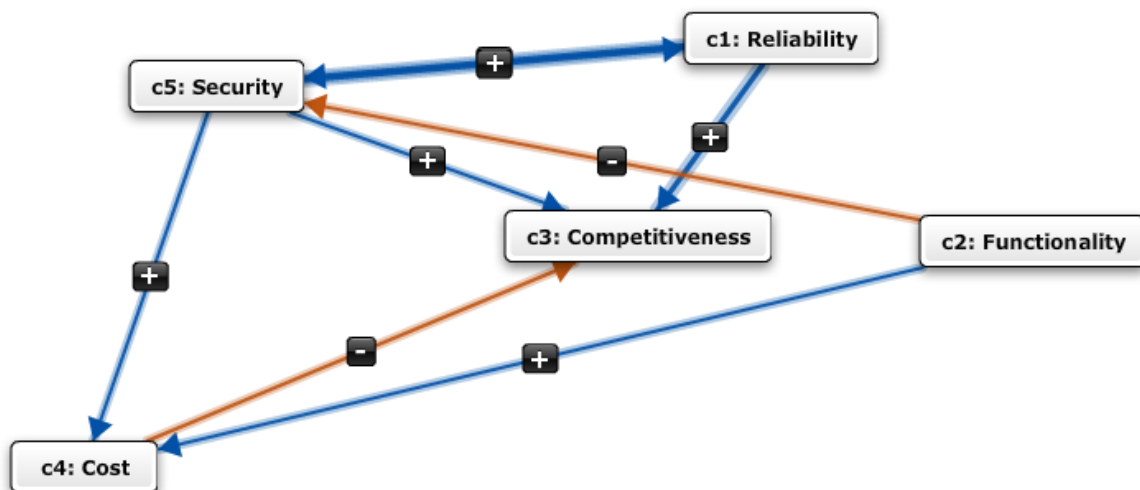 c1: Reliability
+
c5: Security
+
+
-
c3: Competitiveness
c2: Functionality
+
-
+
c4: Cost